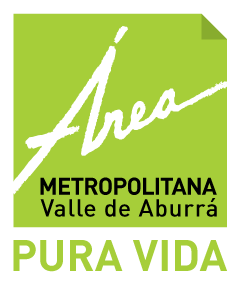 Área
METROPOLITANA
Valle de Aburrá
PURA VIDA